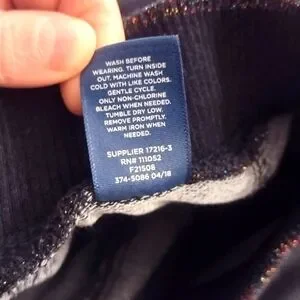 WASH BEFORE
WEARING. TURN INSIDE
OUT. MACHINE WASH
COLD WITH LIKE COLORS.
GENTLE CYCLE.
ONLY NON-CHLORINE
BLEACH WHEN NEEDED.
TUMBLE DRY LOW.
REMOVE PROMPTLY.
WARM IRON WHEN
NEEDED.
SUPPLIER 17216-3
RN# 111052
F21508
374-5086 04/18